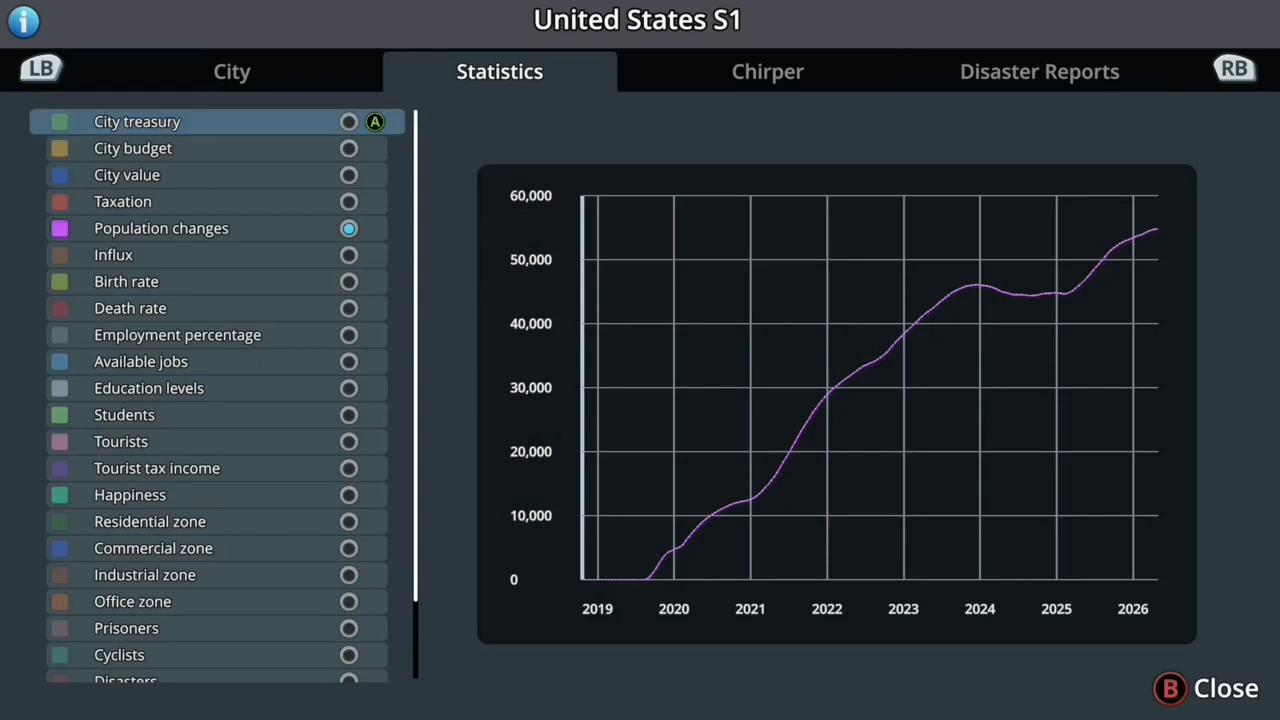 United States S1
LB
City
Statistics
Chirper
Disaster Reports
RB
City treasury
A
City budget
City value
Taxation
Population changes
Influx
Birth rate
Death rate
Employment percentage
Available jobs
Education levels
Students
Tourists
Tourist tax income
Happiness
Residential zone
Commercial zone
Industrial zone
Office zone
Prisoners
Cyclists
Disasters
60,000
50,000
40,000
30,000
20,000
10,000
0
2019 2020 2021 2022 2023 2024 2025 2026
B Close